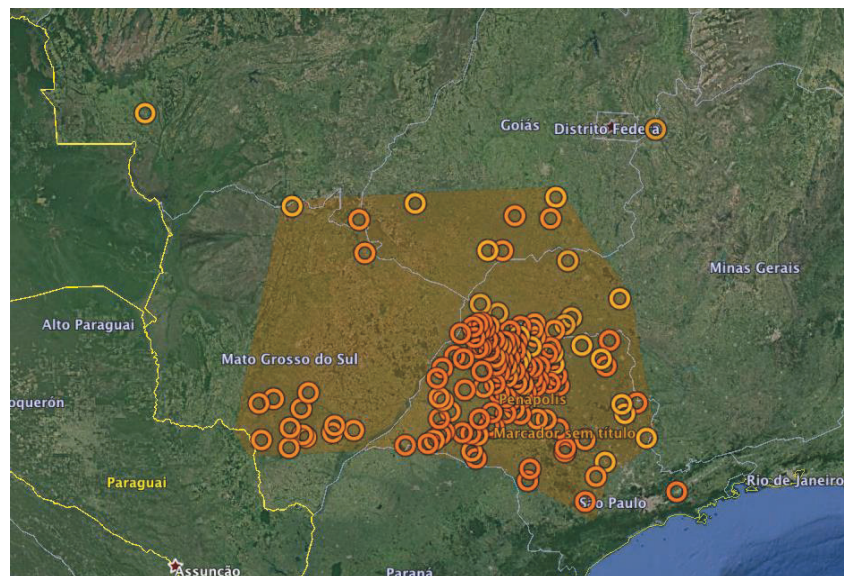 Goiás
Distrito Federa
Minas Gerais
Alto Paraguai
Mato Grosso do Sul
oquerón
Penápolis
Marcador sem título
Paraguai
Rio de Janeiro
São Paulo
Assunção
Paraná